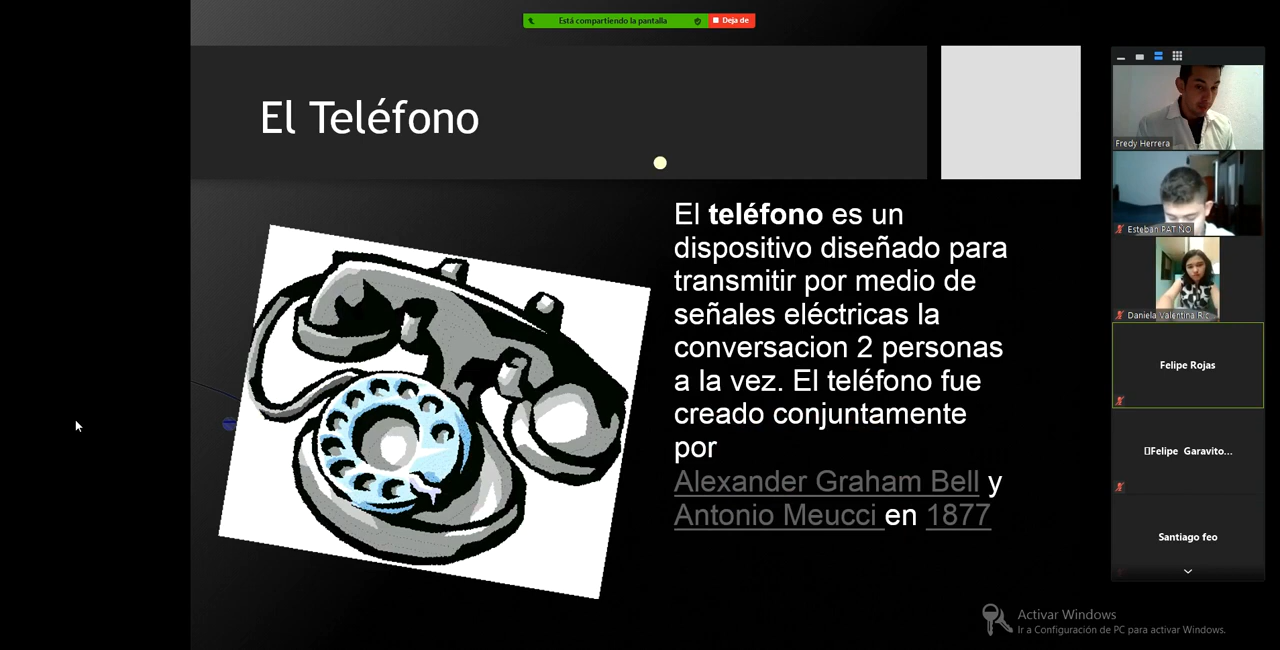 Está compartiendo la pantalla
Deja de
El Teléfono
El teléfono es un
dispositivo diseñado para
transmitir por medio de
señales eléctricas la
conversacion 2 personas
a la vez. El teléfono fue
creado conjuntamente
por
Alexander Graham Bell y
Antonio Meucci en 1877
Fredy Herrera
Esteban PATIÑO
Daniela Valentina Ric
Felipe Rojas
Felipe Garavito...
Santiago feo
Activar Windows
Ir a Configuración de PC para activar Windows.